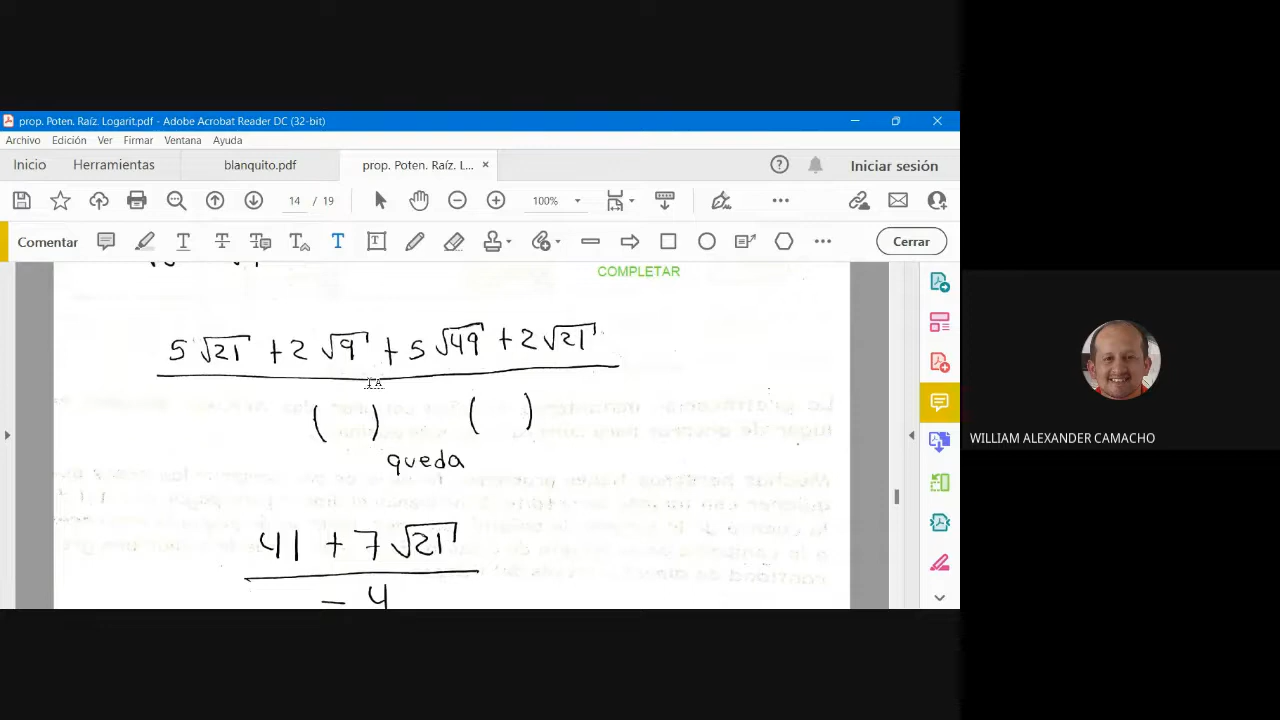 prop. Poten. Raíz. Logarit.pdf - Adobe Acrobat Reader DC (32-bit)
Archivo Edición Ver Firmar Ventana Ayuda
Inicio Herramientas blanquito.pdf prop. Poten. Raíz. L... × Iniciar sesión
14 / 19 100%
Comentar Cerrar
COMPLETAR
5√21 + 2√9 + 5√49 + 2√21
( ) ( )
queda
41 + 7√21
- 4
WILLIAM ALEXANDER CAMACHO